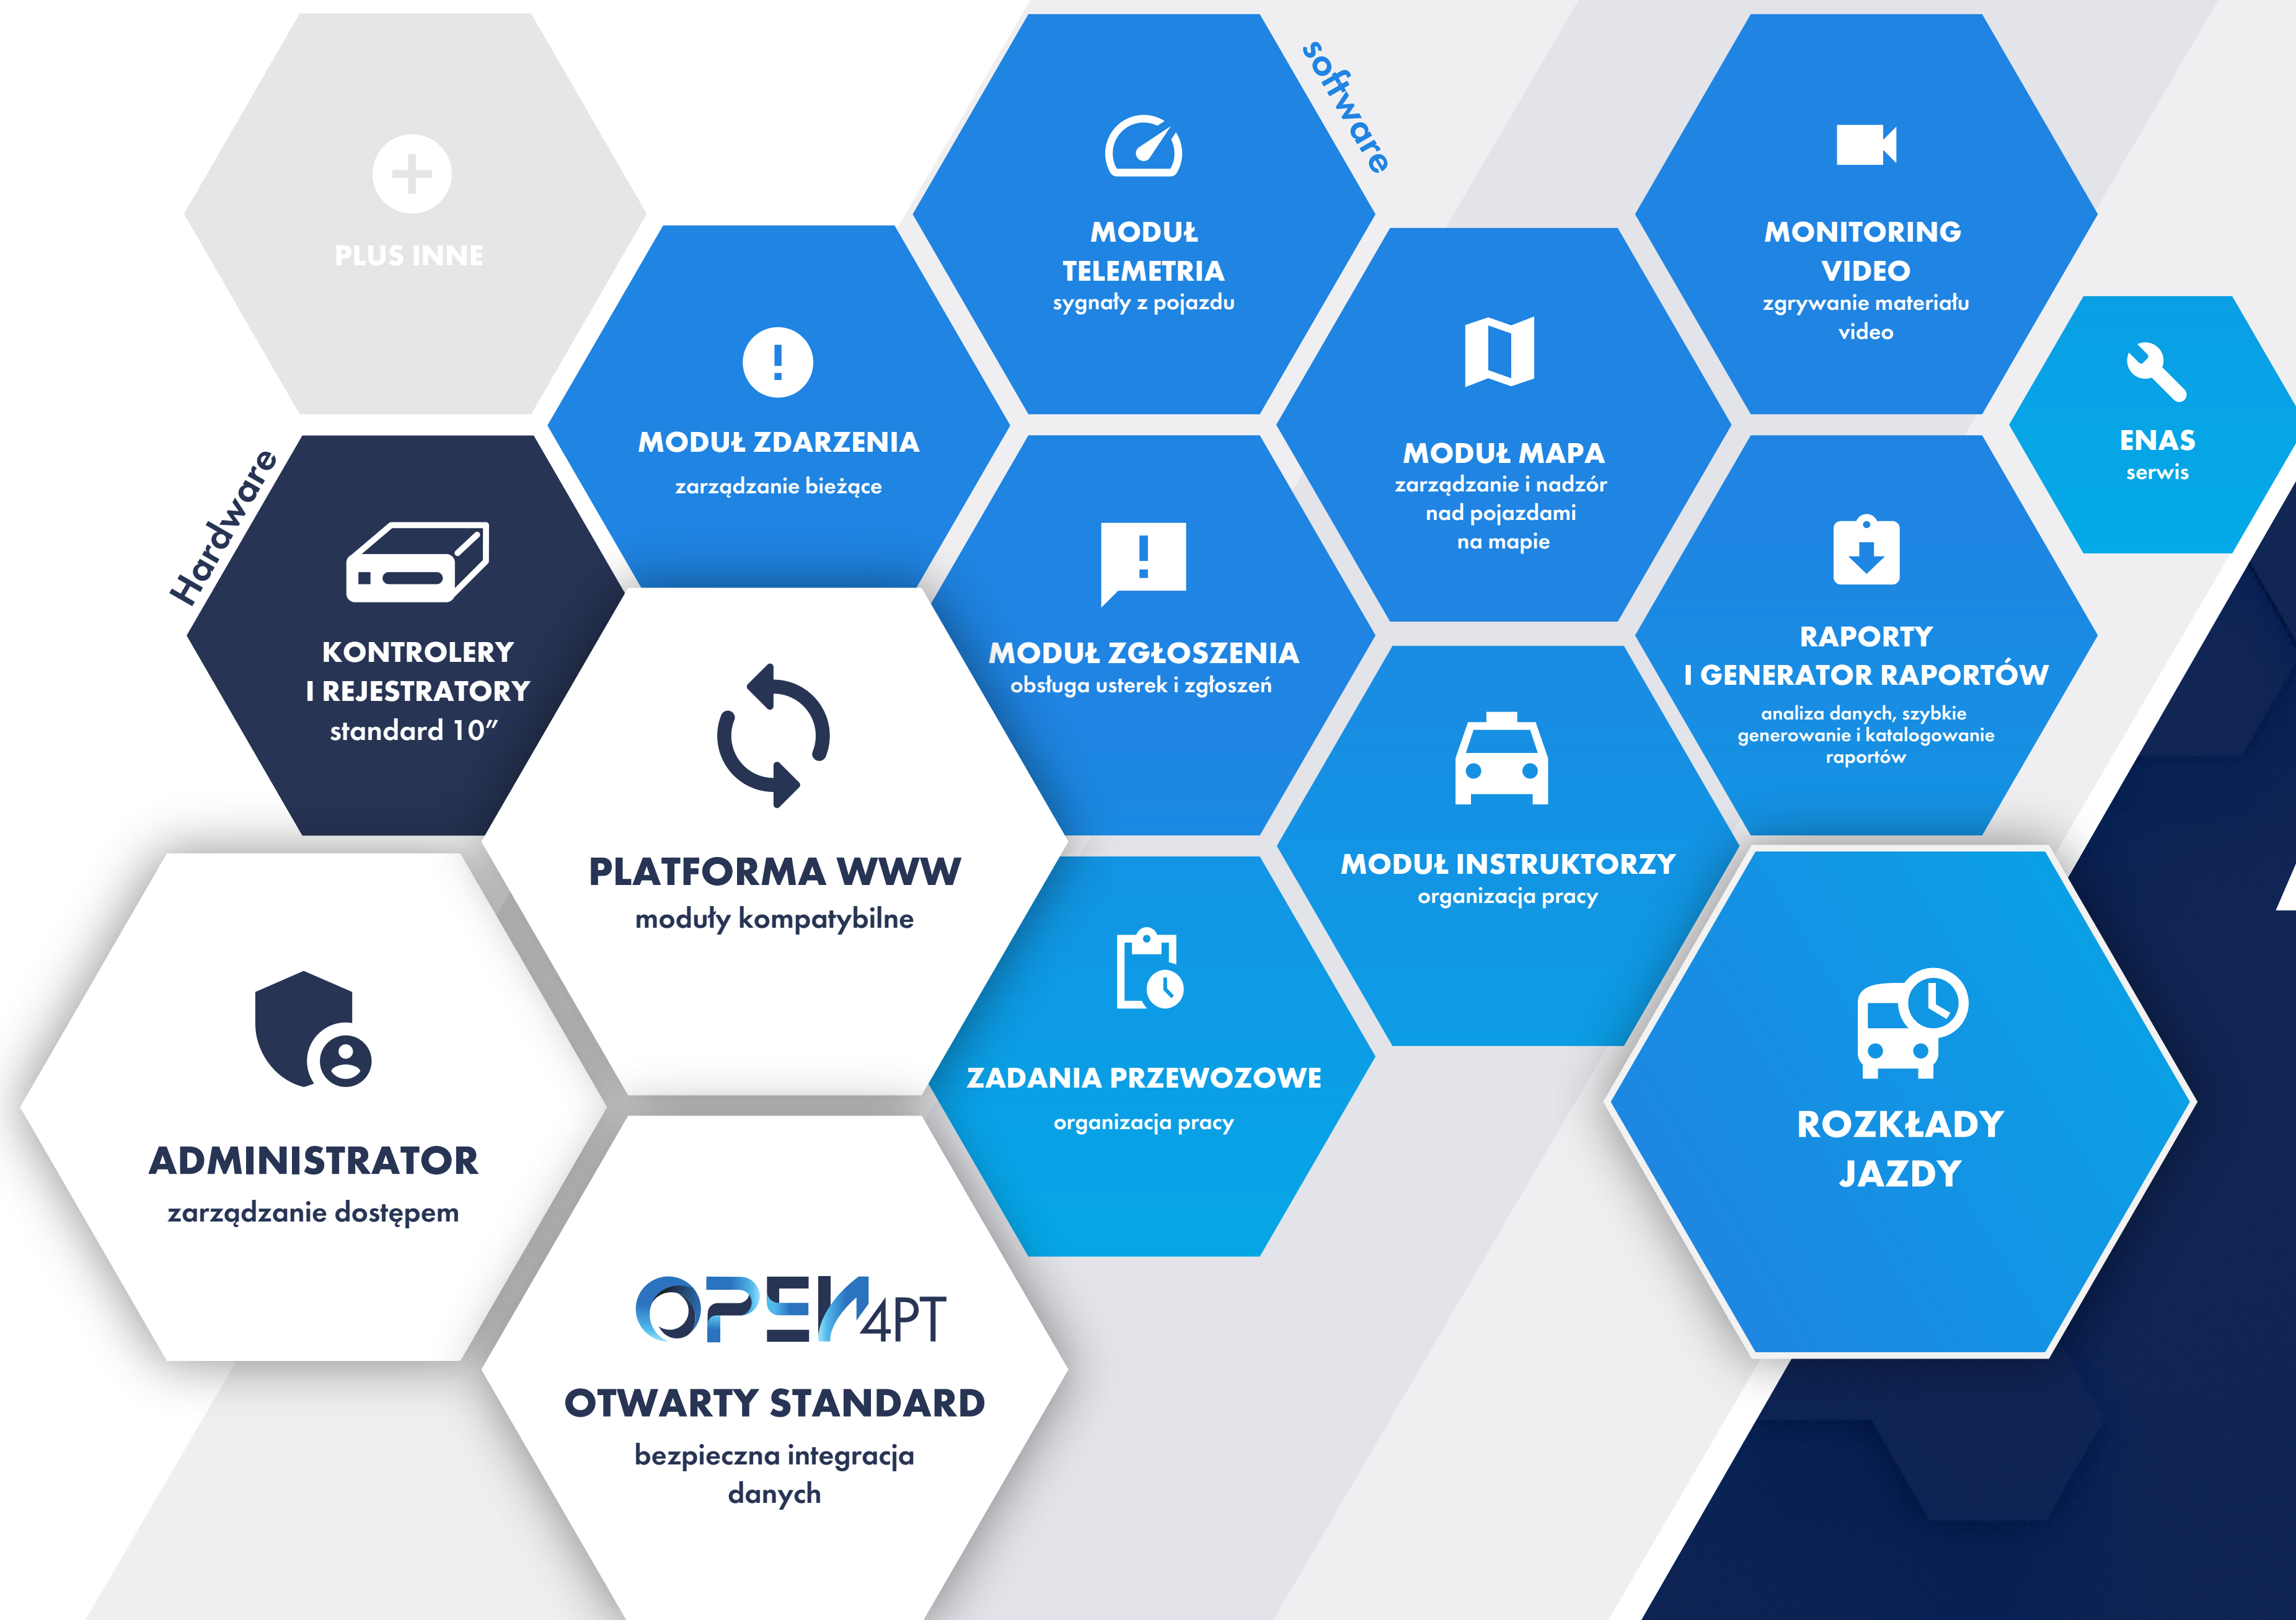 PLUS INNE
software
MODUŁ
TELEMETRIA
sygnały z pojazdu
MONITORING
VIDEO
zgrywanie materiału
video
MODUŁ ZDARZENIA
zarządzanie bieżące
MODUŁ MAPA
zarządzanie i nadzór
nad pojazdami
na mapie
ENAS
serwis
Hardware
KONTROLERY
I REJESTRATORY
standard 10”
MODUŁ ZGŁOSZENIA
obsługa usterek i zgłoszeń
RAPORTY
I GENERATOR RAPORTÓW
analiza danych, szybkie
generowanie i katalogowanie
raportów
PLATFORMA WWW
moduły kompatybilne
MODUŁ INSTRUKTORZY
organizacja pracy
ZADANIA PRZEWOZOWE
organizacja pracy
ROZKŁADY
JAZDY
ADMINISTRATOR
zarządzanie dostępem
OPEN4PT
OTWARTY STANDARD
bezpieczna integracja
danych